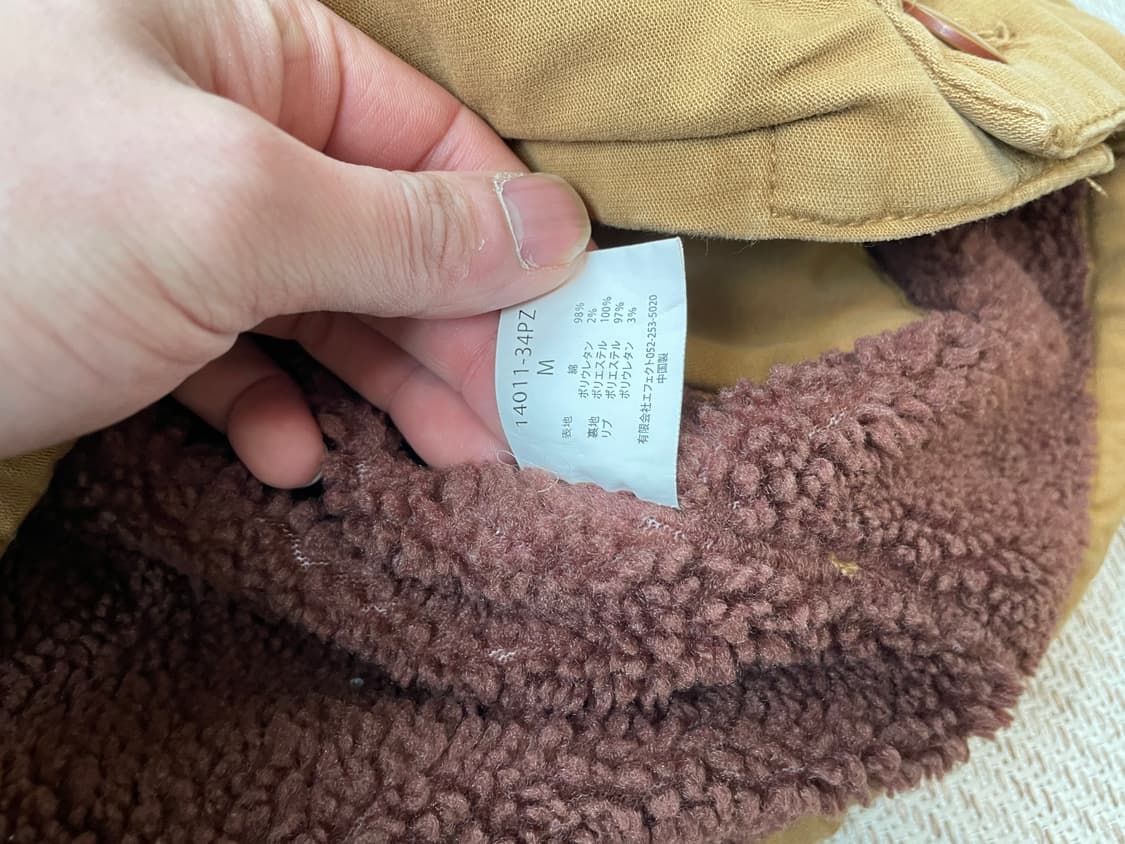 14011-34PZ
M
表地 綿 98%
ポリウレタン 2%
裏地 ポリエステル 100%
リブ ポリエステル 97%
ポリウレタン 3%
有限会社エフェクト052-253-5020
中国製